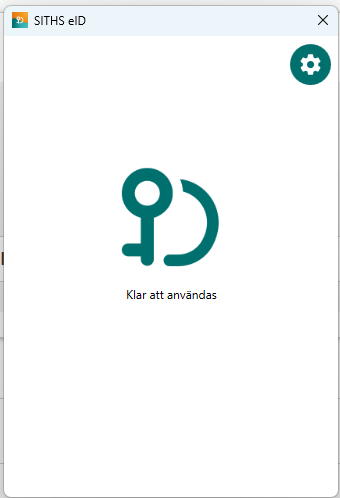 SITHS eID
Klar att användas